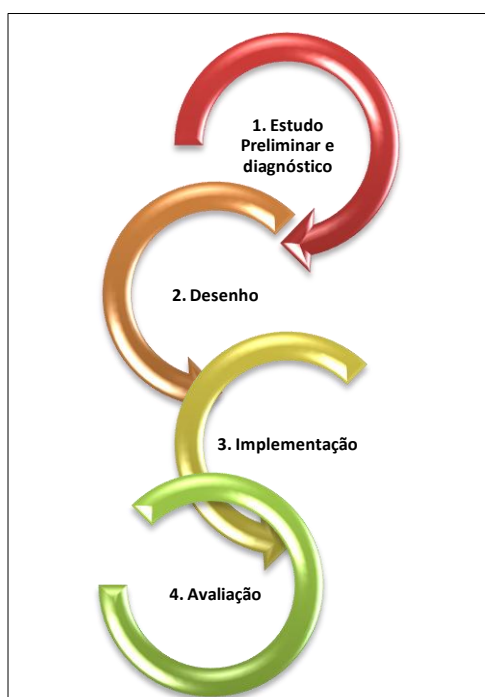 1. Estudo
Preliminar e
diagnóstico
2. Desenho
3. Implementação
4. Avaliação